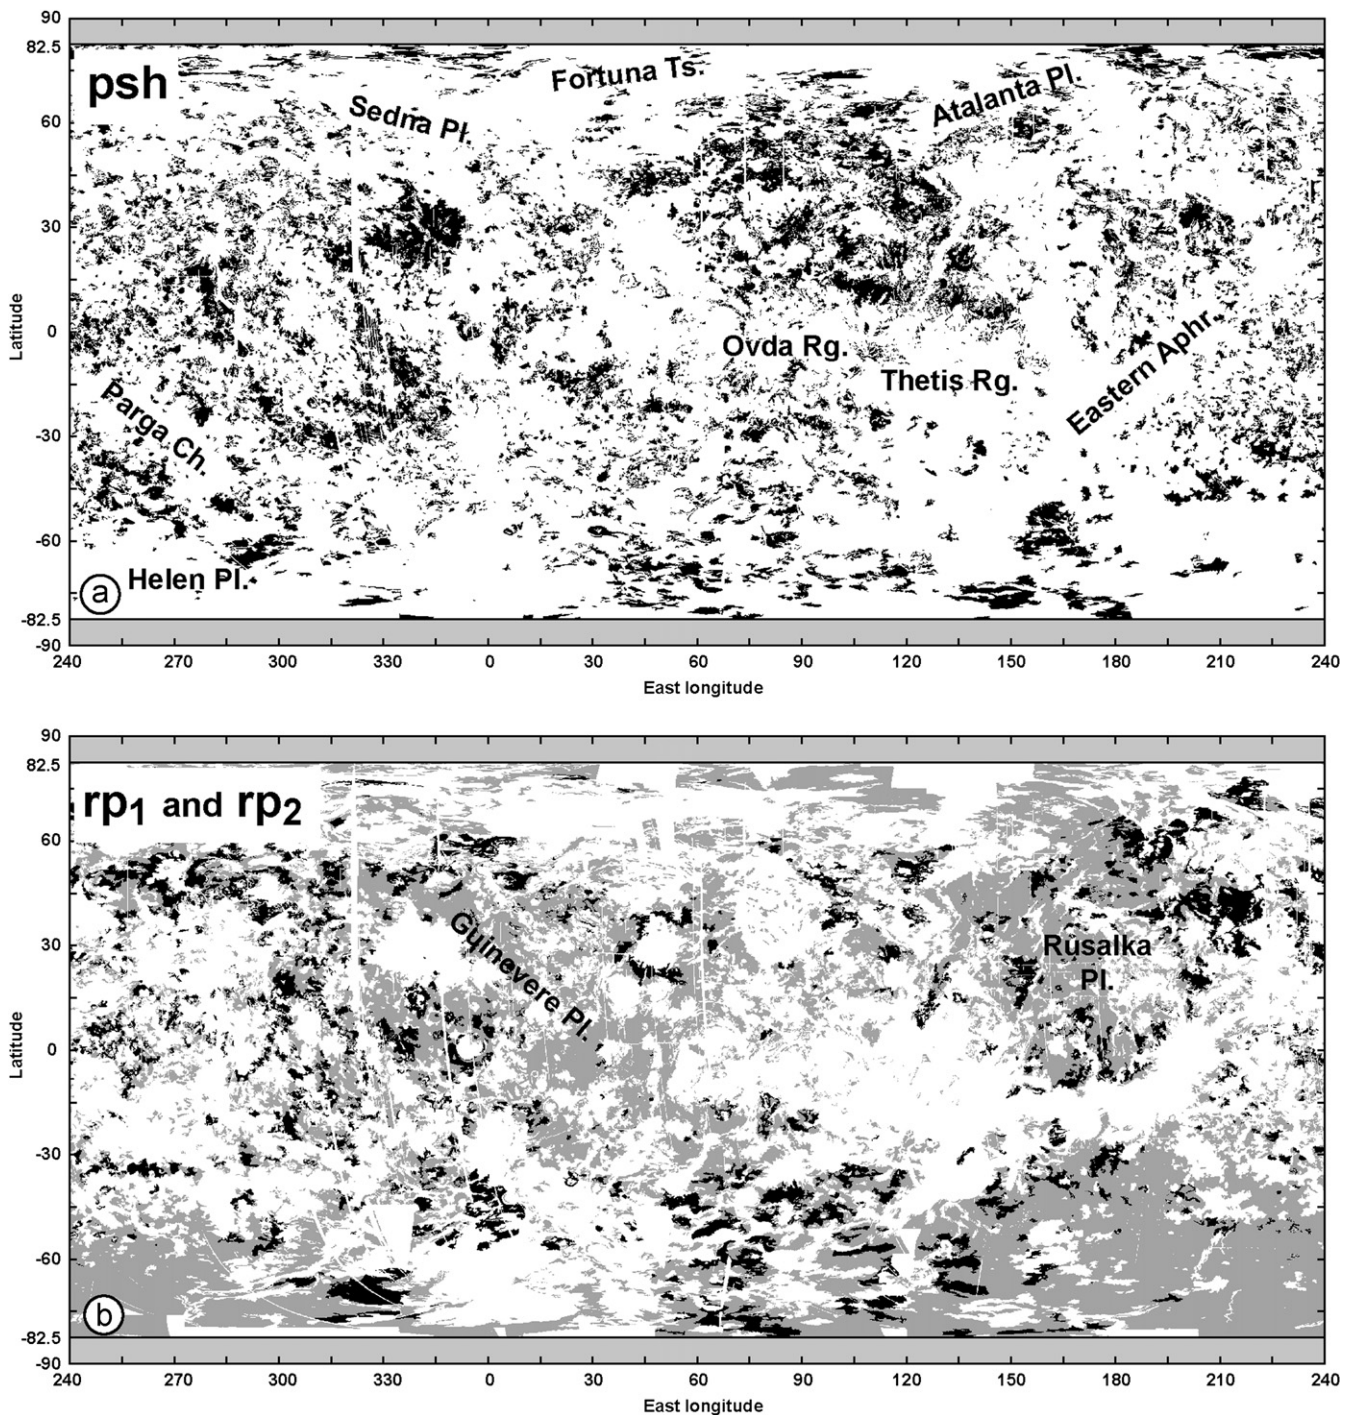 90
82.5
psh
Fortuna Ts.
Sedna Pl.
Atalanta Pl.
60
30
Latitude
0
Ovda Rg.
Thetis Rg.
Eastern Aphr.
Parga Ch.
-30
-60
a
Helen Pl.
-82.5
-90
240 270 300 330 0 30 60 90 120 150 180 210 240
East longitude
90
82.5
rp1 and rp2
60
Guinevere Pl.
Rusalka
Pl.
30
Latitude
0
-30
-60
b
-82.5
-90
240 270 300 330 0 30 60 90 120 150 180 210 240
East longitude